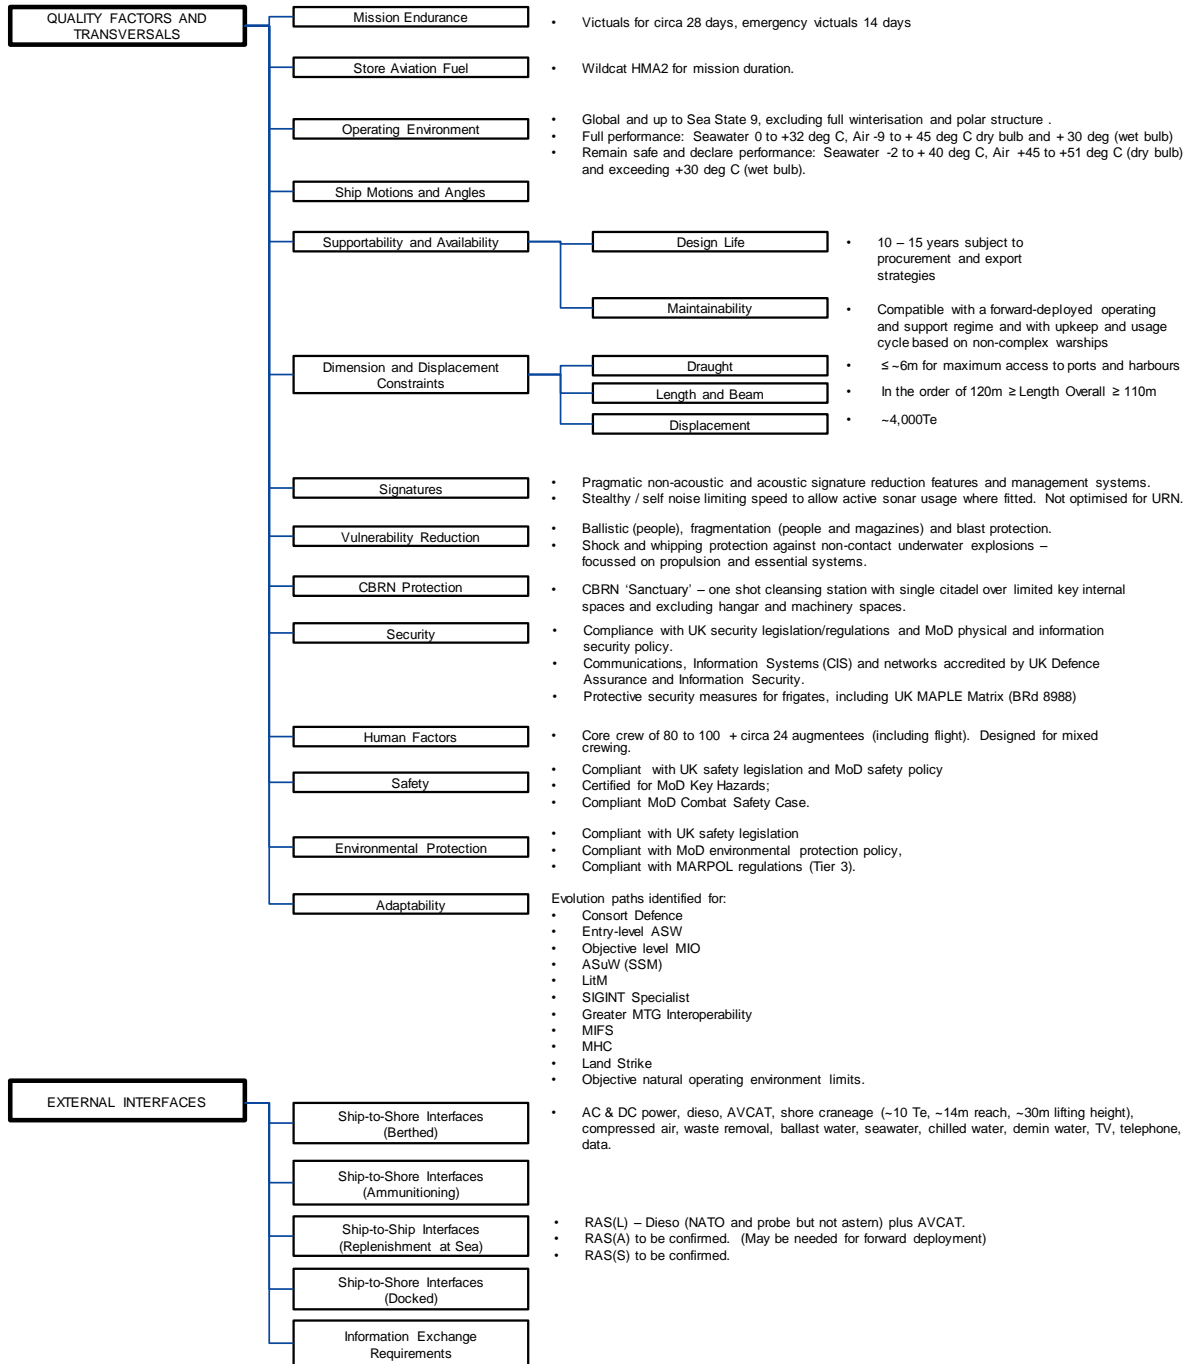 QUALITY FACTORS AND
TRANSVERSALS
Mission Endurance
• Victuals for circa 28 days, emergency victuals 14 days
Store Aviation Fuel
• Wildcat HMA2 for mission duration.
Operating Environment
• Global and up to Sea State 9, excluding full winterisation and polar structure .
• Full performance: Seawater 0 to +32 deg C, Air -9 to + 45 deg C dry bulb and + 30 deg (wet bulb)
• Remain safe and declare performance: Seawater -2 to + 40 deg C, Air +45 to +51 deg C (dry bulb)
and exceeding +30 deg C (wet bulb).
Ship Motions and Angles
Supportability and Availability
Design Life
• 10 – 15 years subject to
procurement and export
strategies
Maintainability
• Compatible with a forward-deployed operating
and support regime and with upkeep and usage
cycle based on non-complex warships
Dimension and Displacement
Constraints
Draught
• ≤ ~6m for maximum access to ports and harbours
Length and Beam
• In the order of 120m ≥ Length Overall ≥ 110m
Displacement
• ~4,000Te
Signatures
• Pragmatic non-acoustic and acoustic signature reduction features and management systems.
• Stealthy / self noise limiting speed to allow active sonar usage where fitted. Not optimised for URN.
Vulnerability Reduction
• Ballistic (people), fragmentation (people and magazines) and blast protection.
• Shock and whipping protection against non-contact underwater explosions –
focussed on propulsion and essential systems.
CBRN Protection
• CBRN ‘Sanctuary’ – one shot cleansing station with single citadel over limited key internal
spaces and excluding hangar and machinery spaces.
Security
• Compliance with UK security legislation/regulations and MoD physical and information
security policy.
• Communications, Information Systems (CIS) and networks accredited by UK Defence
Assurance and Information Security.
• Protective security measures for frigates, including UK MAPLE Matrix (BRd 8988)
Human Factors
• Core crew of 80 to 100 + circa 24 augmentees (including flight). Designed for mixed
crewing.
Safety
• Compliant with UK safety legislation and MoD safety policy
• Certified for MoD Key Hazards;
• Compliant MoD Combat Safety Case.
Environmental Protection
• Compliant with UK safety legislation
• Compliant with MoD environmental protection policy,
• Compliant with MARPOL regulations (Tier 3).
Adaptability
Evolution paths identified for:
• Consort Defence
• Entry-level ASW
• Objective level MIO
• ASuW (SSM)
• LitM
• SIGINT Specialist
• Greater MTG Interoperability
• MIFS
• MHC
• Land Strike
• Objective natural operating environment limits.
EXTERNAL INTERFACES
Ship-to-Shore Interfaces
(Berthed)
• AC & DC power, dieso, AVCAT, shore craneage (~10 Te, ~14m reach, ~30m lifting height),
compressed air, waste removal, ballast water, seawater, chilled water, demin water, TV, telephone,
data.
Ship-to-Shore Interfaces
(Ammunitioning)
Ship-to-Ship Interfaces
(Replenishment at Sea)
• RAS(L) – Dieso (NATO and probe but not astern) plus AVCAT.
• RAS(A) to be confirmed. (May be needed for forward deployment)
• RAS(S) to be confirmed.
Ship-to-Shore Interfaces
(Docked)
Information Exchange
Requirements